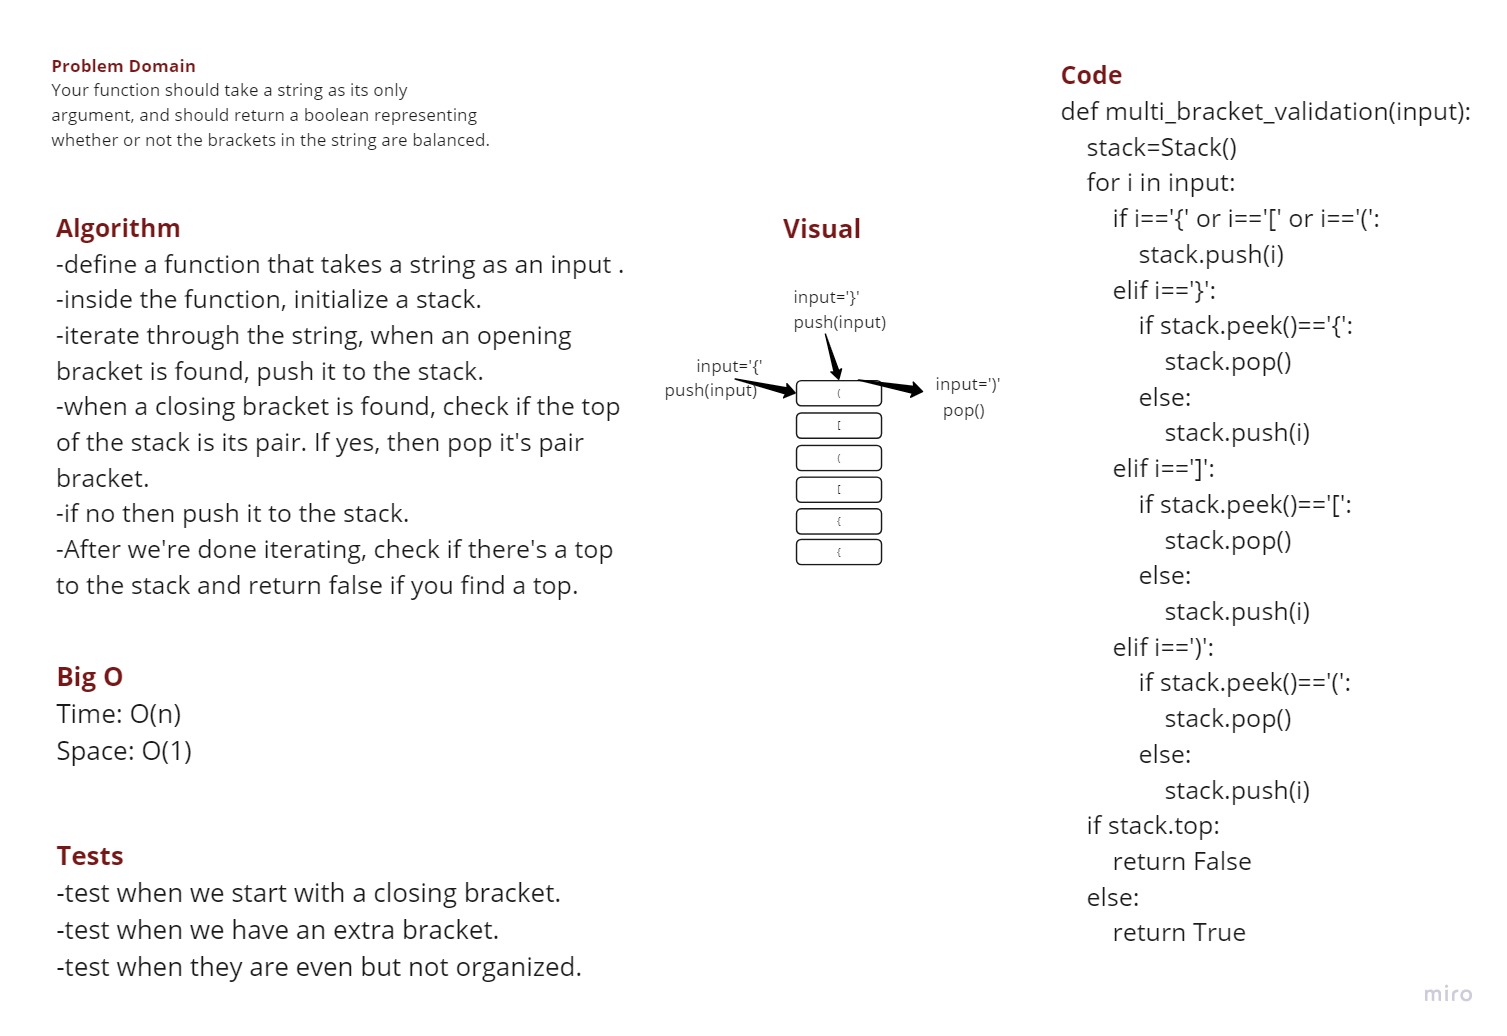 Problem Domain
Your function should take a string as its only
argument, and should return a boolean representing
whether or not the brackets in the string are balanced.
Algorithm
-define a function that takes a string as an input .
-inside the function, initialize a stack.
-iterate through the string, when an opening
bracket is found, push it to the stack.
-when a closing bracket is found, check if the top
of the stack is its pair. If yes, then pop it's pair
bracket.
-if no then push it to the stack.
-After we're done iterating, check if there's a top
to the stack and return false if you find a top.
Big O
Time: O(n)
Space: O(1)
Tests
-test when we start with a closing bracket.
-test when we have an extra bracket.
-test when they are even but not organized.
Visual
input='}'
push(input)
input='{'
push(input)
input=')'
pop()
{
[
{
[
{
{
Code
def multi_bracket_validation(input):
    stack=Stack()
    for i in input:
        if i=='{' or i=='[' or i=='(':
            stack.push(i)
        elif i=='}':
            if stack.peek()=='{':
                stack.pop()
            else:
                stack.push(i)
        elif i==']':
            if stack.peek()=='[':
                stack.pop()
            else:
                stack.push(i)
        elif i==')':
            if stack.peek()=='(':
                stack.pop()
            else:
                stack.push(i)
    if stack.top:
        return False
    else:
        return True
miro